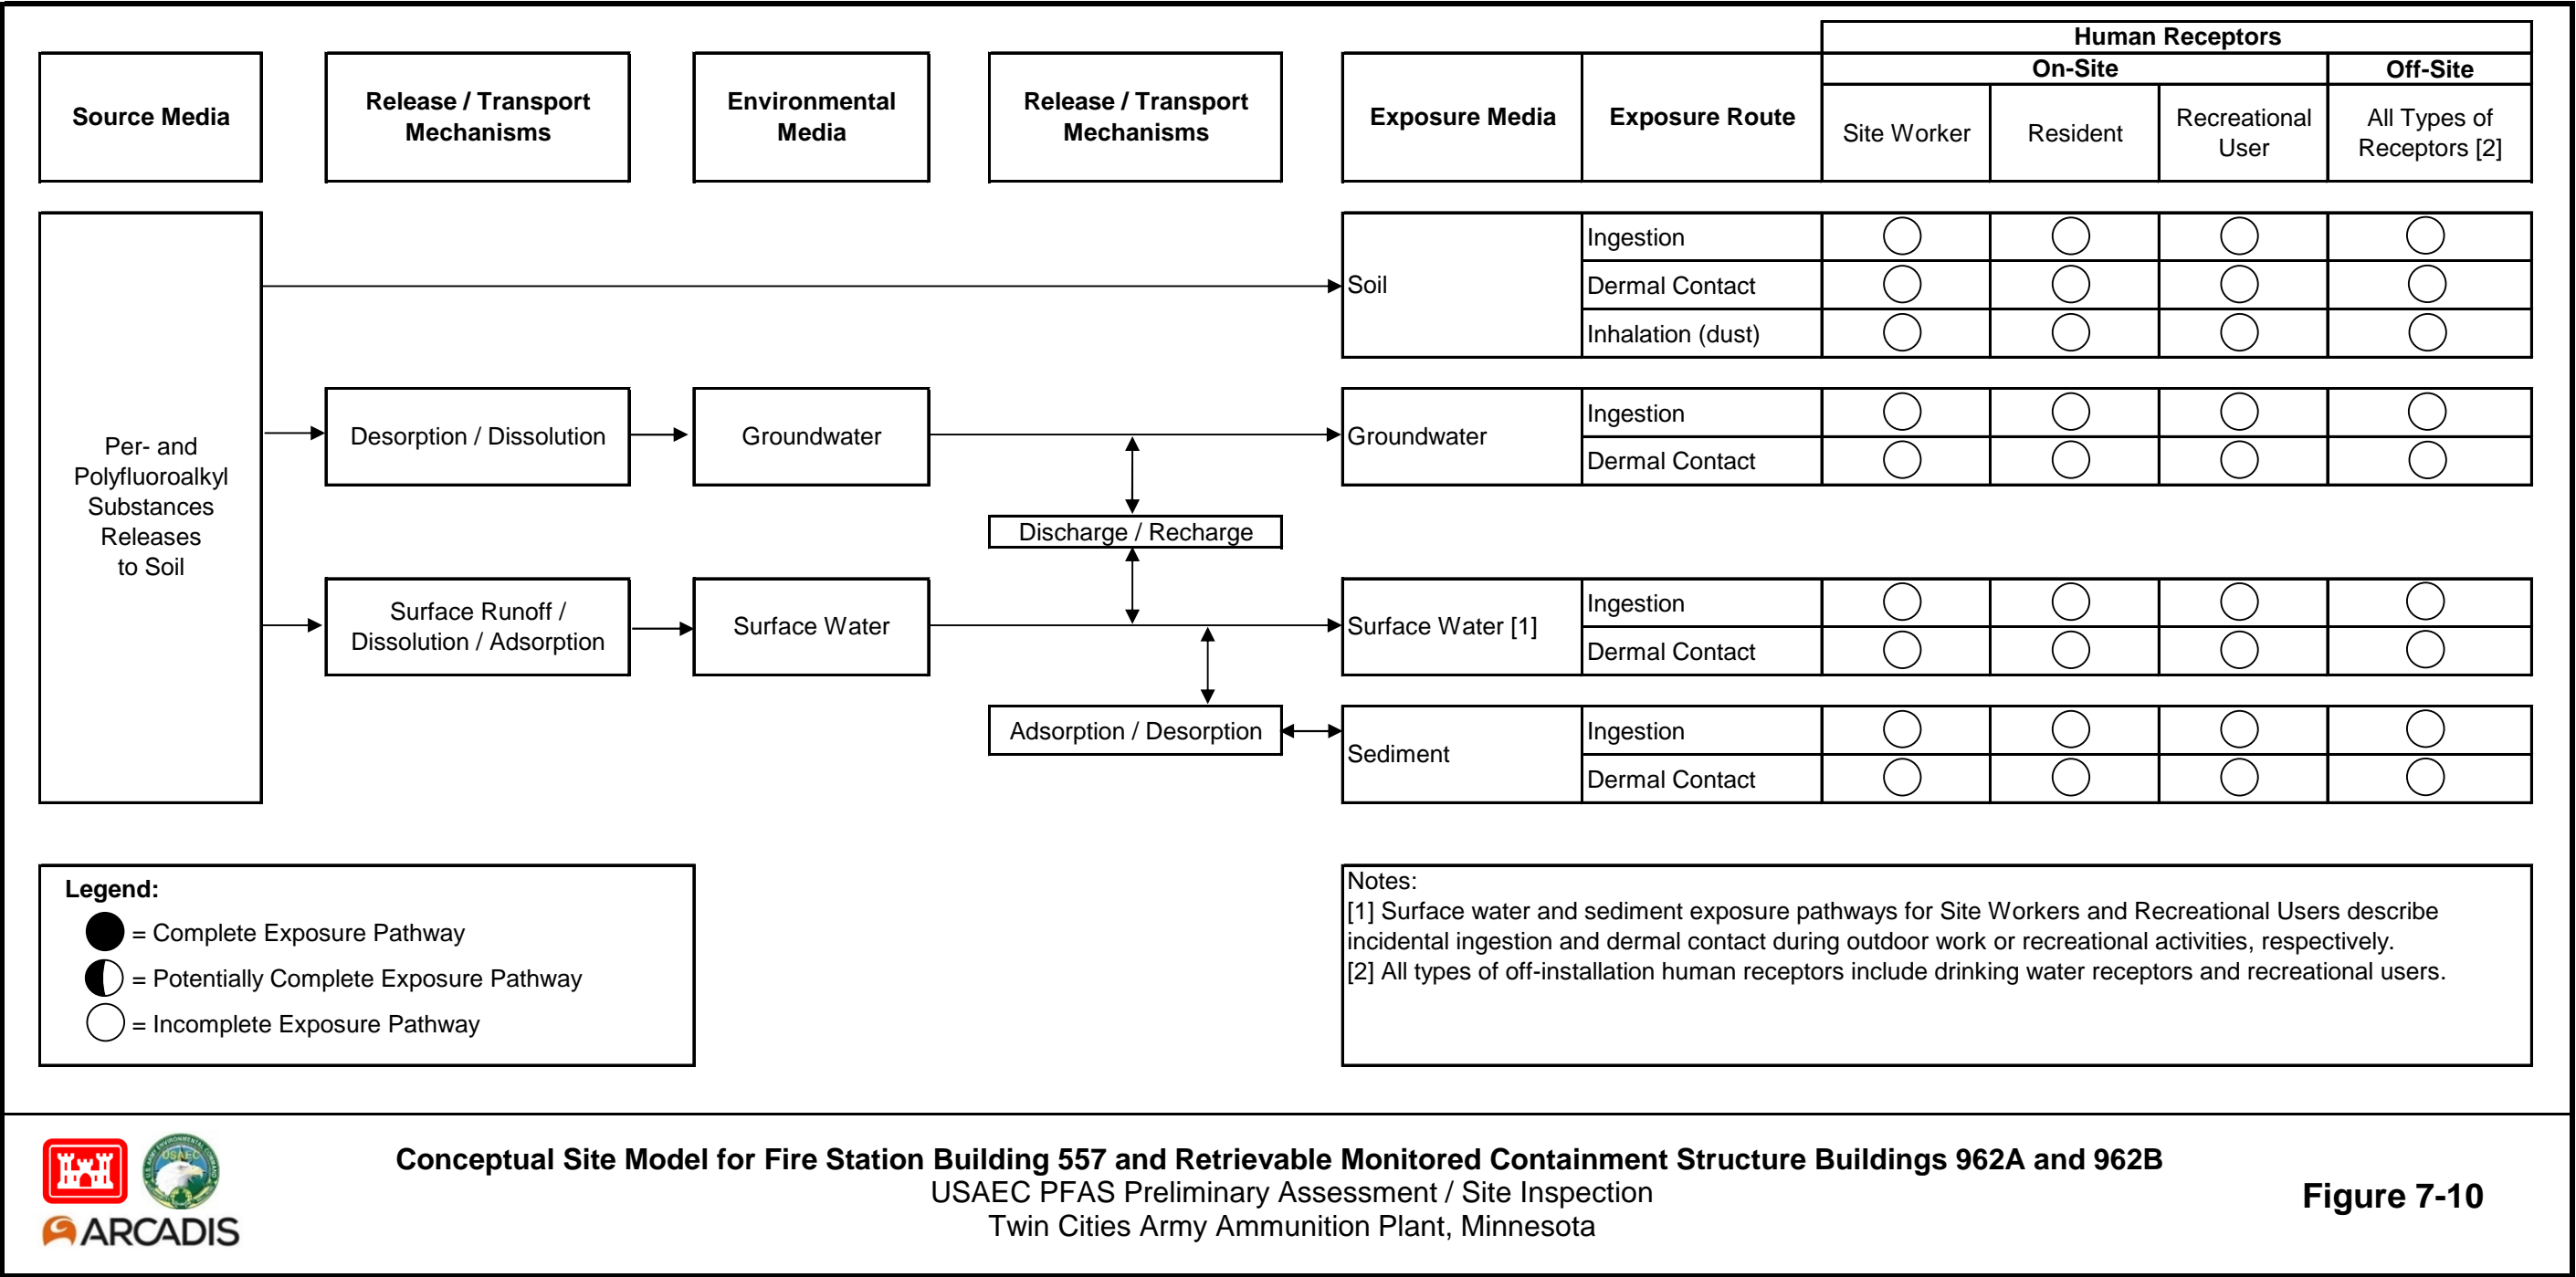 Human Receptors
On-Site
Off-Site
Source Media
Release / Transport
Mechanisms
Environmental
Media
Release / Transport
Mechanisms
Exposure Media
Exposure Route
Site Worker
Resident
Recreational
User
All Types of
Receptors [2]
Per- and
Polyfluoroalkyl
Substances
Releases
to Soil
Soil
Ingestion
Dermal Contact
Inhalation (dust)
Desorption / Dissolution
Groundwater
Groundwater
Ingestion
Dermal Contact
Discharge / Recharge
Surface Runoff /
Dissolution / Adsorption
Surface Water
Surface Water [1]
Ingestion
Dermal Contact
Adsorption / Desorption
Sediment
Ingestion
Dermal Contact
Legend:
= Complete Exposure Pathway
= Potentially Complete Exposure Pathway
= Incomplete Exposure Pathway
Notes:
[1] Surface water and sediment exposure pathways for Site Workers and Recreational Users describe
incidental ingestion and dermal contact during outdoor work or recreational activities, respectively.
[2] All types of off-installation human receptors include drinking water receptors and recreational users.
USAEC
ARCADIS
Conceptual Site Model for Fire Station Building 557 and Retrievable Monitored Containment Structure Buildings 962A and 962B
USAEC PFAS Preliminary Assessment / Site Inspection
Twin Cities Army Ammunition Plant, Minnesota
Figure 7-10